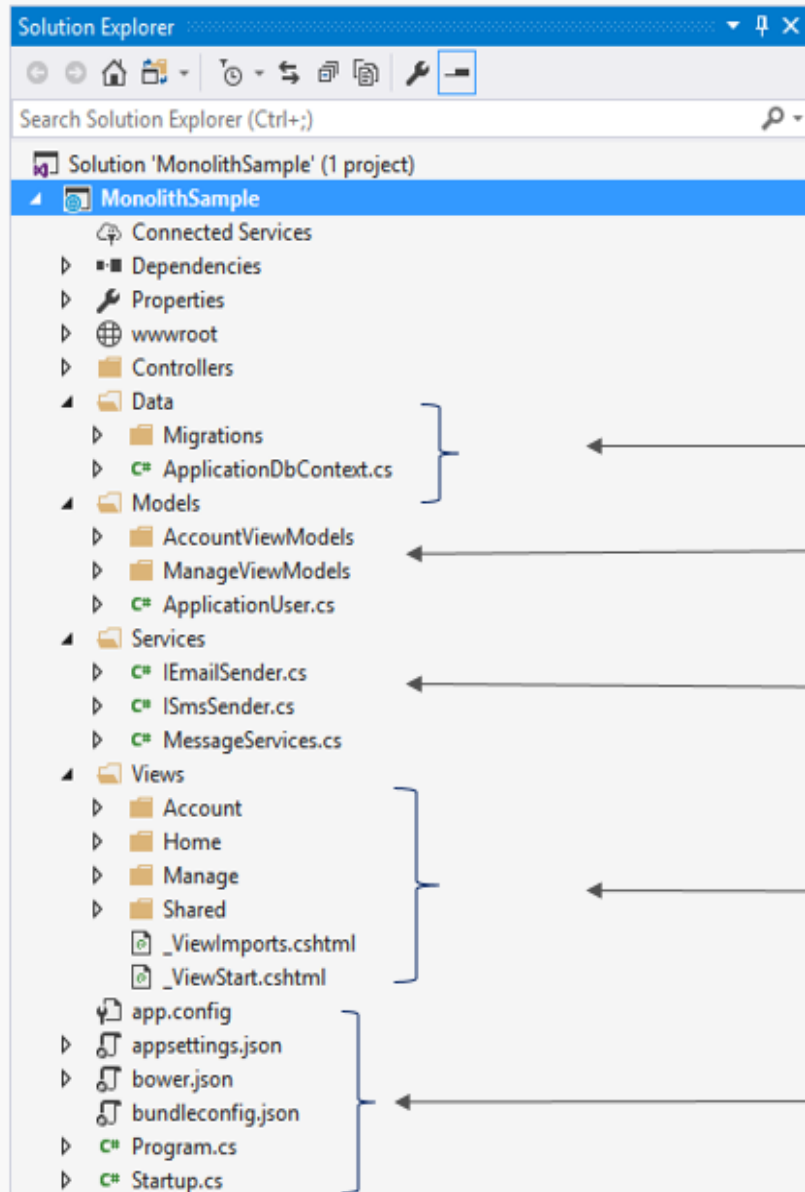 Solution Explorer
Search Solution Explorer (Ctrl+;)
Solution 'MonolithSample' (1 project)
MonolithSample
Connected Services
Dependencies
Properties
wwwroot
Controllers
Data
Migrations
C# ApplicationDbContext.cs
Models
AccountViewModels
ManageViewModels
C# ApplicationUser.cs
Services
C# IEmailSender.cs
C# ISmsSender.cs
C# MessageServices.cs
Views
Account
Home
Manage
Shared
_ViewImports.cshtml
_ViewStart.cshtml
app.config
appsettings.json
bower.json
bundleconfig.json
C# Program.cs
C# Startup.cs